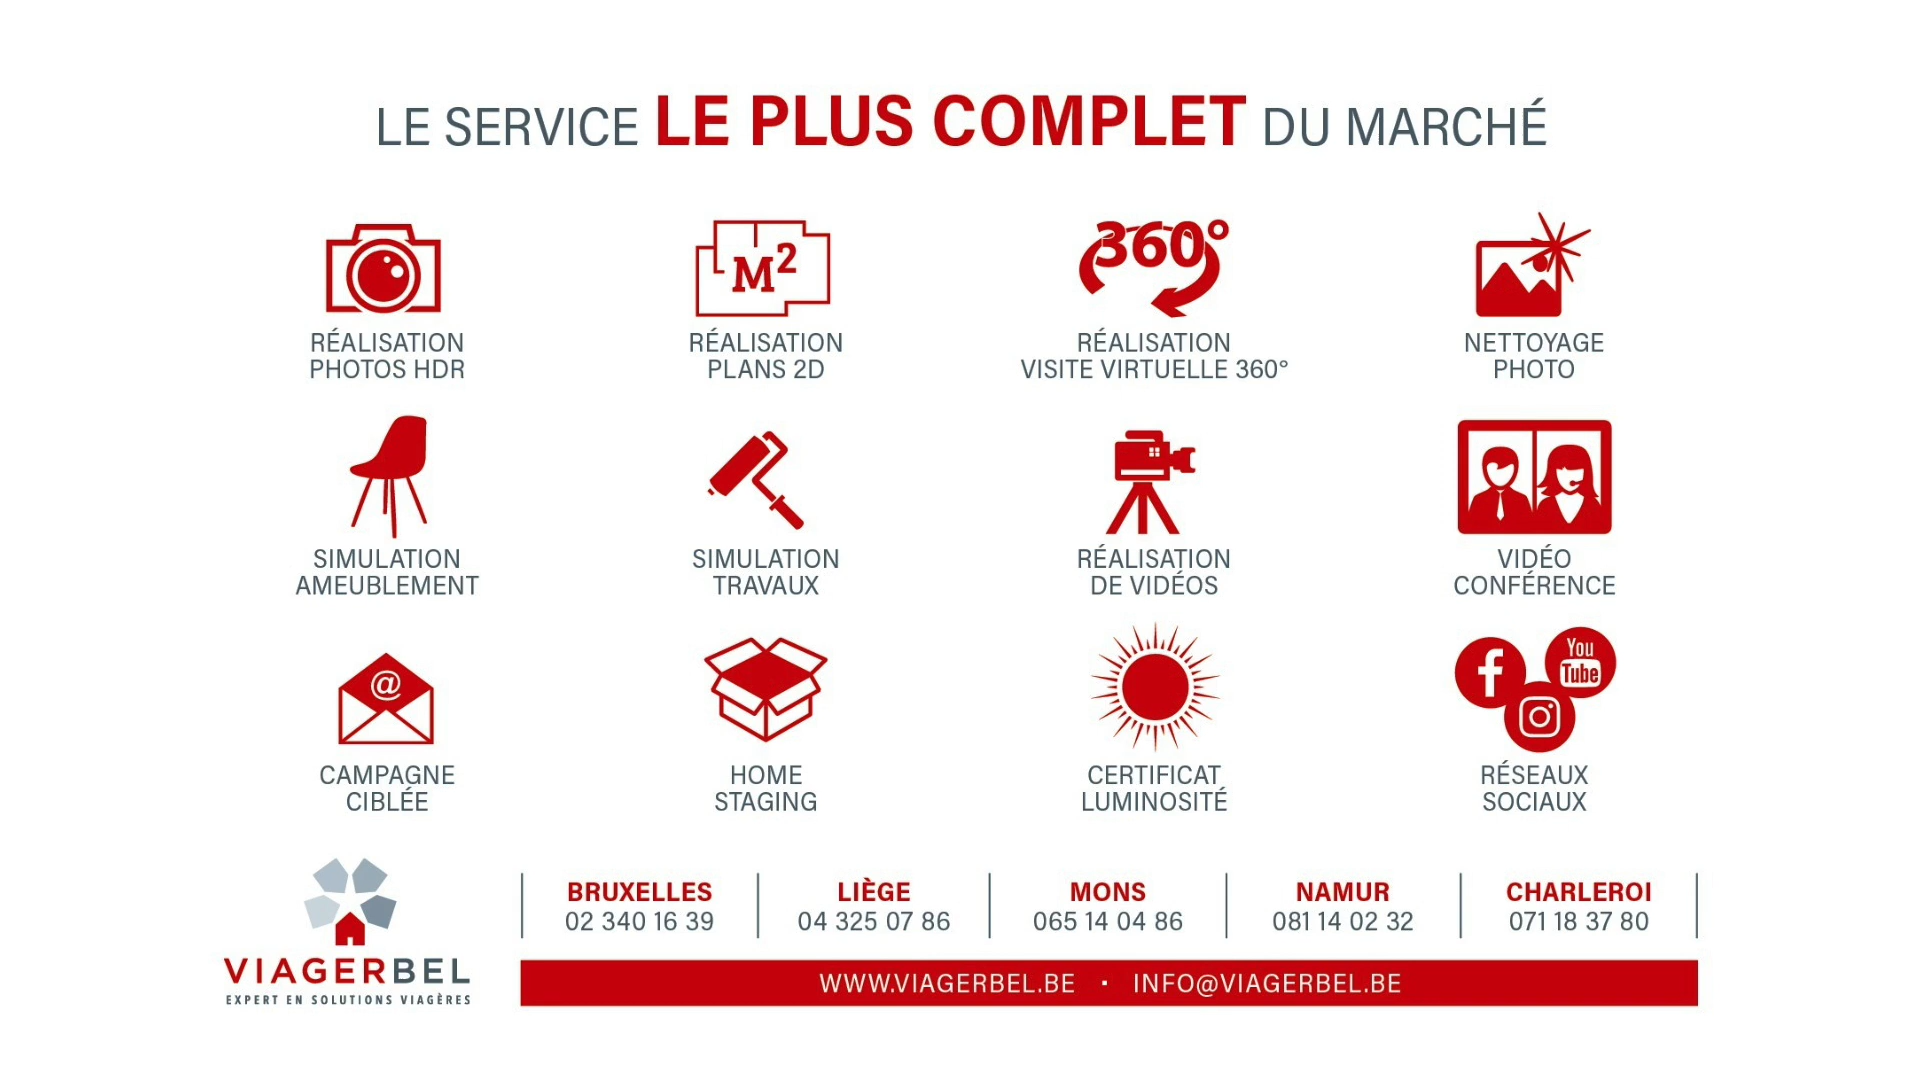 LE SERVICE LE PLUS COMPLET DU MARCHÉ
M²
360°
RÉALISATION
PHOTOS HDR
RÉALISATION
PLANS 2D
RÉALISATION
VISITE VIRTUELLE 360°
NETTOYAGE
PHOTO
SIMULATION
AMEUBLEMENT
SIMULATION
TRAVAUX
RÉALISATION
DE VIDÉOS
VIDÉO
CONFÉRENCE
@
f
You
Tube
CAMPAGNE
CIBLÉE
HOME
STAGING
CERTIFICAT
LUMINOSITÉ
RÉSEAUX
SOCIAUX
VIAGERBEL
EXPERT EN SOLUTIONS VIAGÈRES
BRUXELLES
02 340 16 39
LIÈGE
04 325 07 86
MONS
065 14 04 86
NAMUR
081 14 02 32
CHARLEROI
071 18 37 80
WWW.VIAGERBEL.BE · INFO@VIAGERBEL.BE